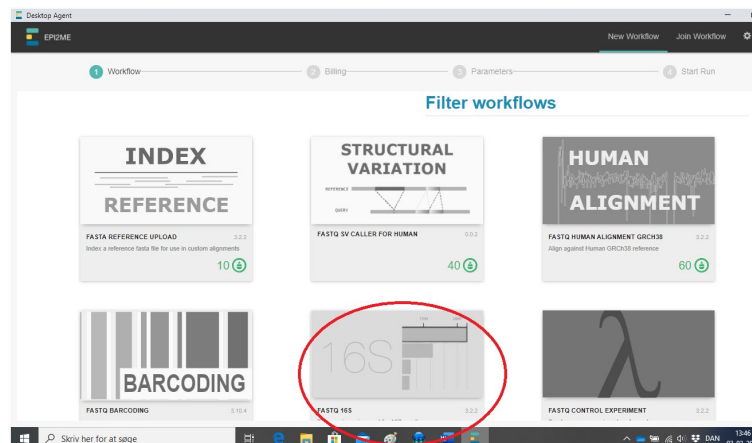 Desktop Agent
EPI2ME
New Workflow Join Workflow
1 Workflow 2 Billing 3 Parameters 4 Start Run
Filter workflows
INDEX
REFERENCE
FASTA REFERENCE UPLOAD 3.2.2
Index a reference fasta file for use in custom alignments
10
STRUCTURAL
VARIATION
REFERENCE
QUERY
FASTQ SV CALLER FOR HUMAN
40
HUMAN
ALIGNMENT
FASTQ HUMAN ALIGNMENT GRCH38 3.2.2
Align against Human GRCh38 reference
60
BARCODING
FASTQ BARCODING 3.10.4
16S
FASTQ 16S 3.2.2
λ
FASTQ CONTROL EXPERIMENT 3.2.2
Skriv her for at søge
DAN
13:46